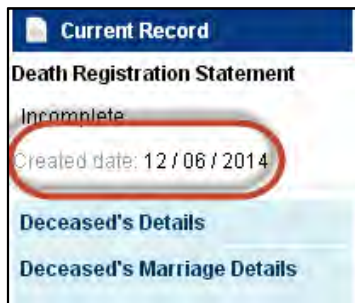 Current Record
Death Registration Statement
Incomplete
Created date: 12 / 06 / 2014
Deceased's Details
Deceased's Marriage Details